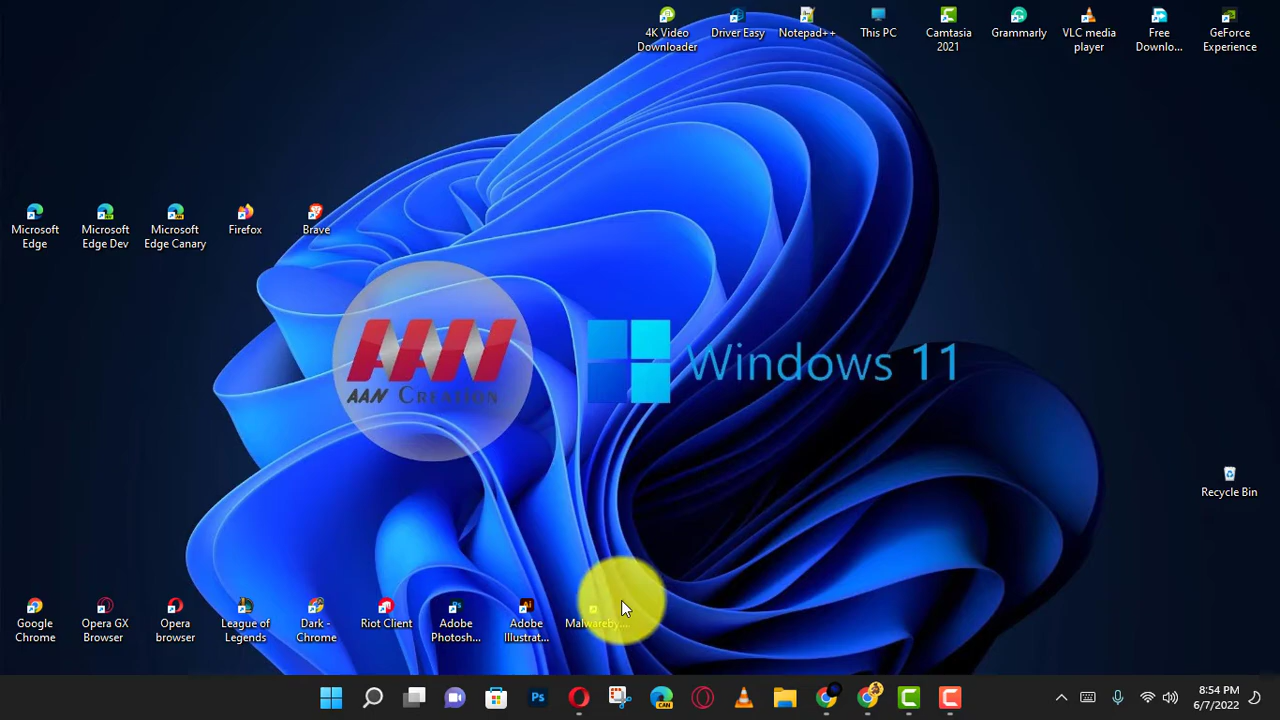 4K Video
Downloader
Driver Easy
Notepad++
This PC
Camtasia
2021
Grammarly
VLC media
player
Free
Downlo...
GeForce
Experience
Microsoft
Edge
Microsoft
Edge Dev
Microsoft
Edge Canary
Firefox
Brave
AAN
AAN Creation
Windows 11
Recycle Bin
Google
Chrome
Opera GX
Browser
Opera
browser
League of
Legends
Dark -
Chrome
Riot Client
Adobe
Photosh...
Adobe
Illustrat...
Malwareby...
Ps
CAN
8:54 PM
6/7/2022